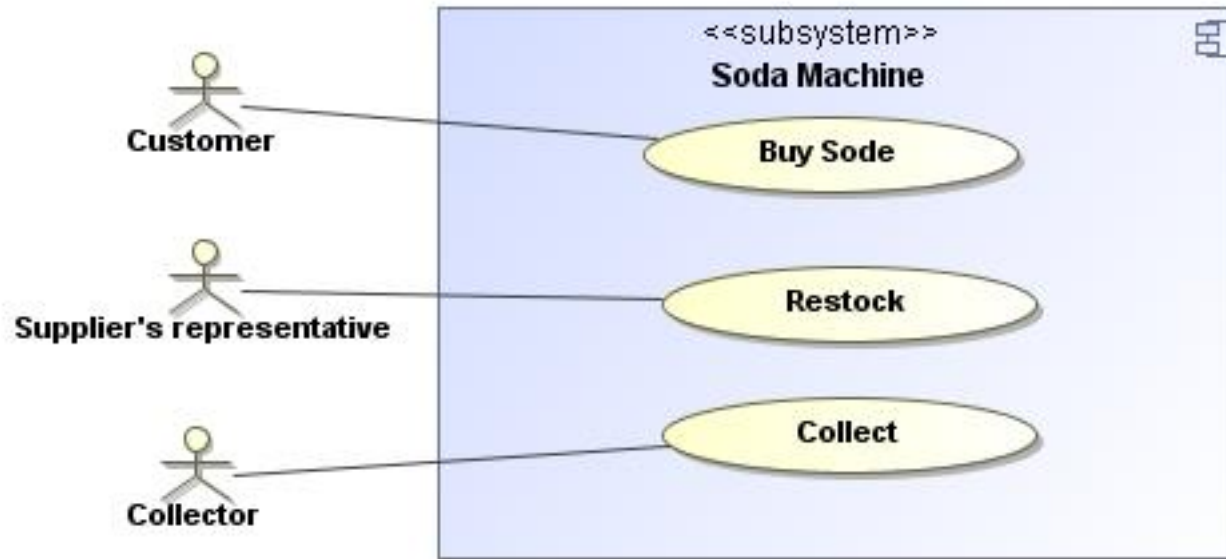 <<subsystem>>
Soda Machine
Customer
Buy Sode
Supplier's representative
Restock
Collector
Collect